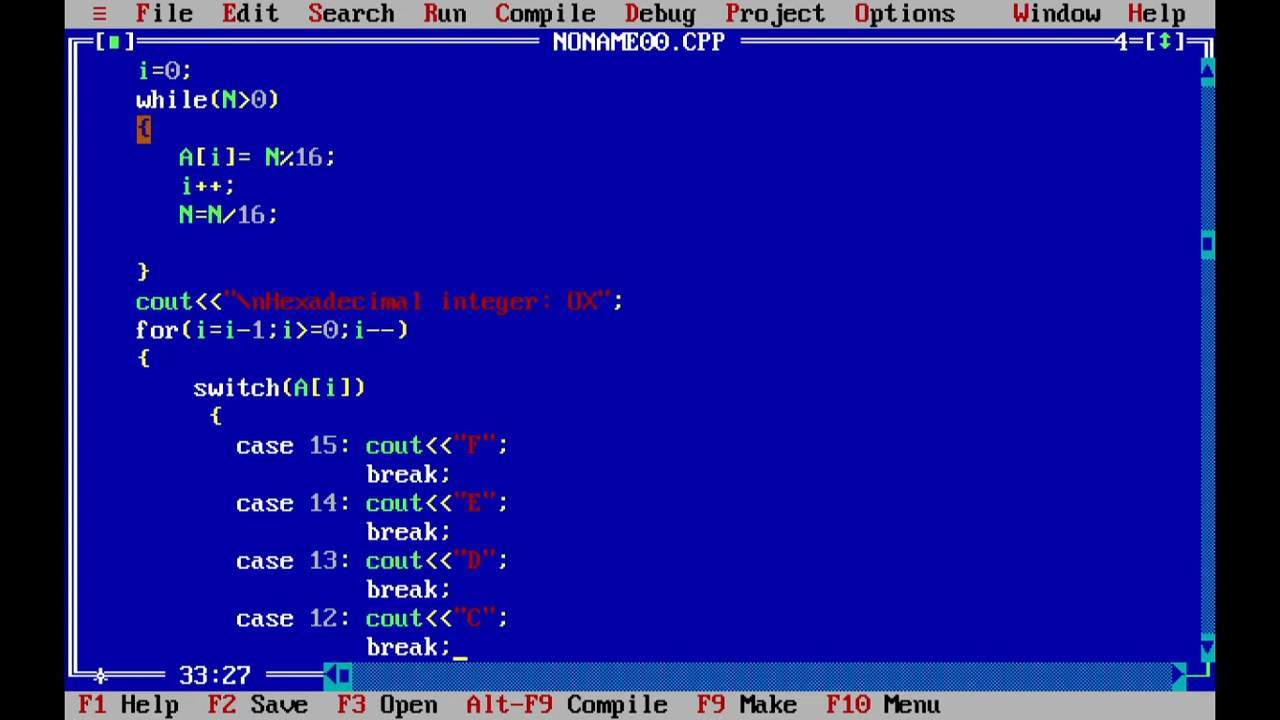 ≡ File Edit Search Run Compile Debug Project Options Window Help
[■] NONAME00.CPP 4=[↕]
i=0;
while(N>0)
{
A[i]= N%16;
i++;
N=N/16;
}
cout<<"\nHexadecimal integer: OX";
for(i=i-1;i>=0;i--)
{
switch(A[i])
{
case 15: cout<<"F";
break;
case 14: cout<<"E";
break;
case 13: cout<<"D";
break;
case 12: cout<<"C";
break;_
33:27
F1 Help F2 Save F3 Open Alt-F9 Compile F9 Make F10 Menu